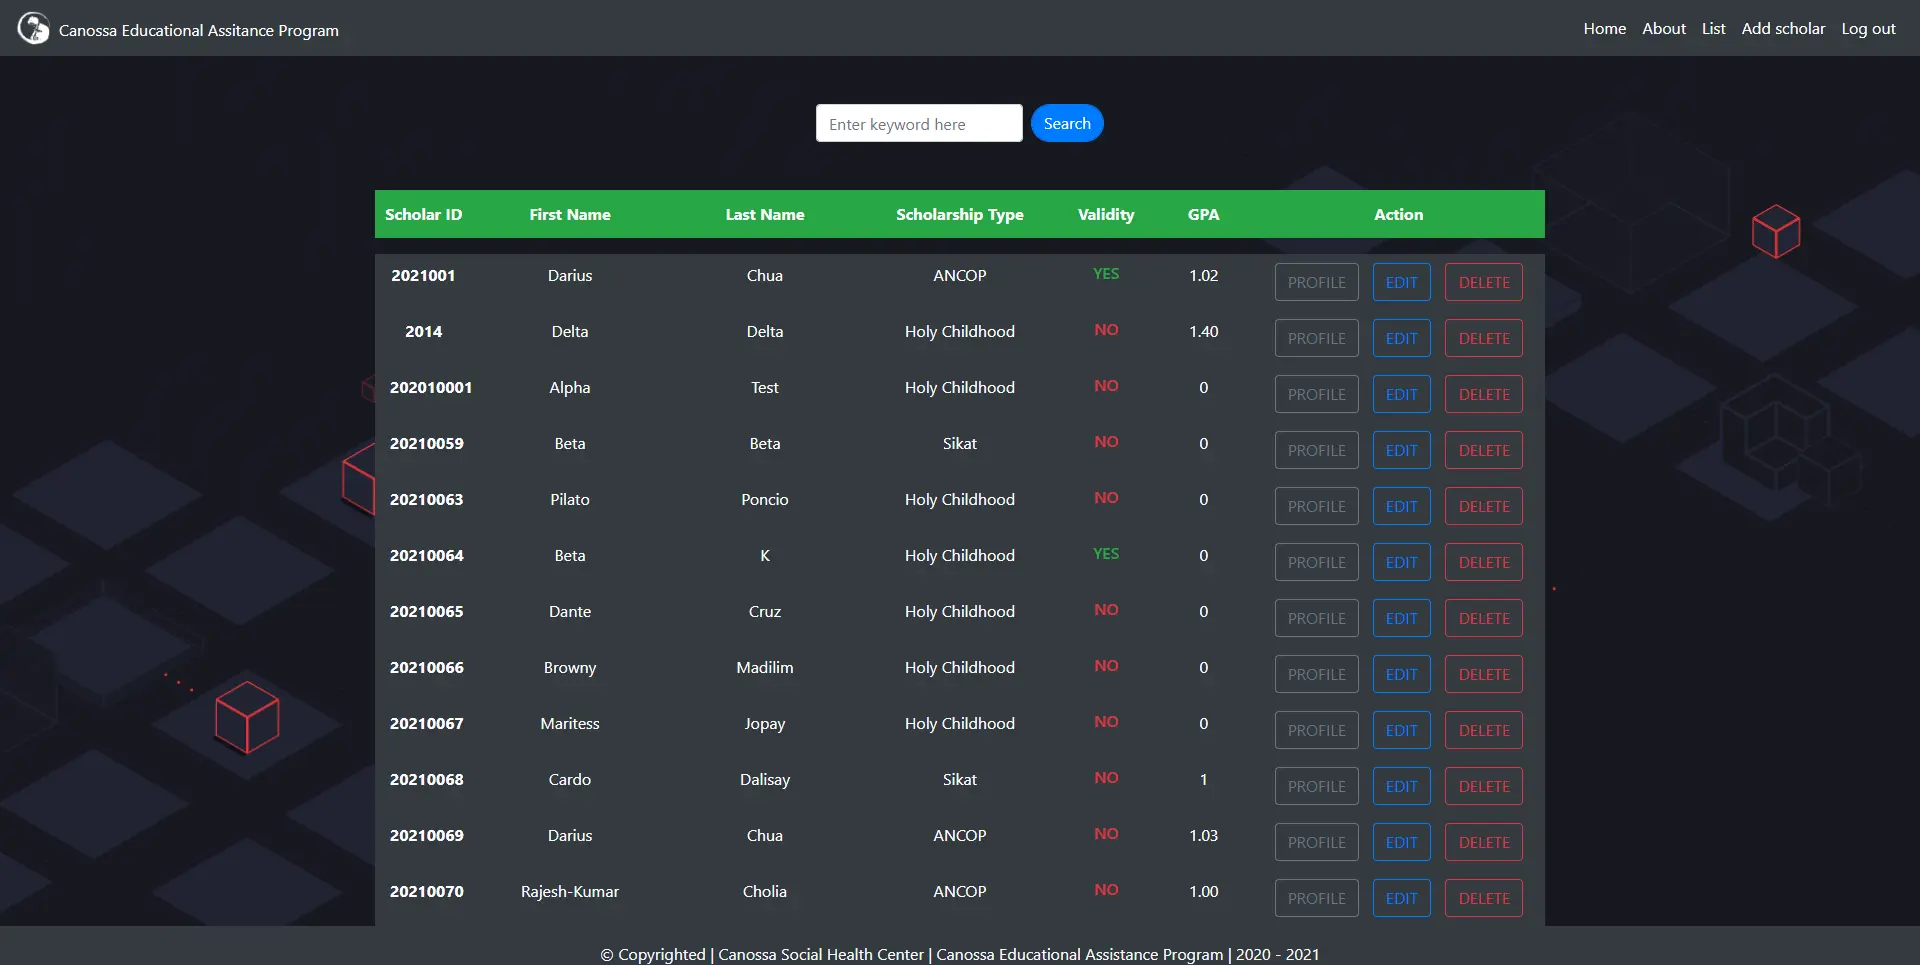 Canossa Educational Assitance Program Home About List Add scholar Log out
Enter keyword here Search
Scholar ID First Name Last Name Scholarship Type Validity GPA Action
2021001 Darius Chua ANCOP YES 1.02 PROFILE EDIT DELETE
2014 Delta Delta Holy Childhood NO 1.40 PROFILE EDIT DELETE
202010001 Alpha Test Holy Childhood NO 0 PROFILE EDIT DELETE
20210059 Beta Beta Sikat NO 0 PROFILE EDIT DELETE
20210063 Pilato Poncio Holy Childhood NO 0 PROFILE EDIT DELETE
20210064 Beta K Holy Childhood YES 0 PROFILE EDIT DELETE
20210065 Dante Cruz Holy Childhood NO 0 PROFILE EDIT DELETE
20210066 Browny Madilim Holy Childhood NO 0 PROFILE EDIT DELETE
20210067 Maritess Jopay Holy Childhood NO 0 PROFILE EDIT DELETE
20210068 Cardo Dalisay Sikat NO 1 PROFILE EDIT DELETE
20210069 Darius Chua ANCOP NO 1.03 PROFILE EDIT DELETE
20210070 Rajesh-Kumar Cholia ANCOP NO 1.00 PROFILE EDIT DELETE
© Copyrighted | Canossa Social Health Center | Canossa Educational Assistance Program | 2020 - 2021